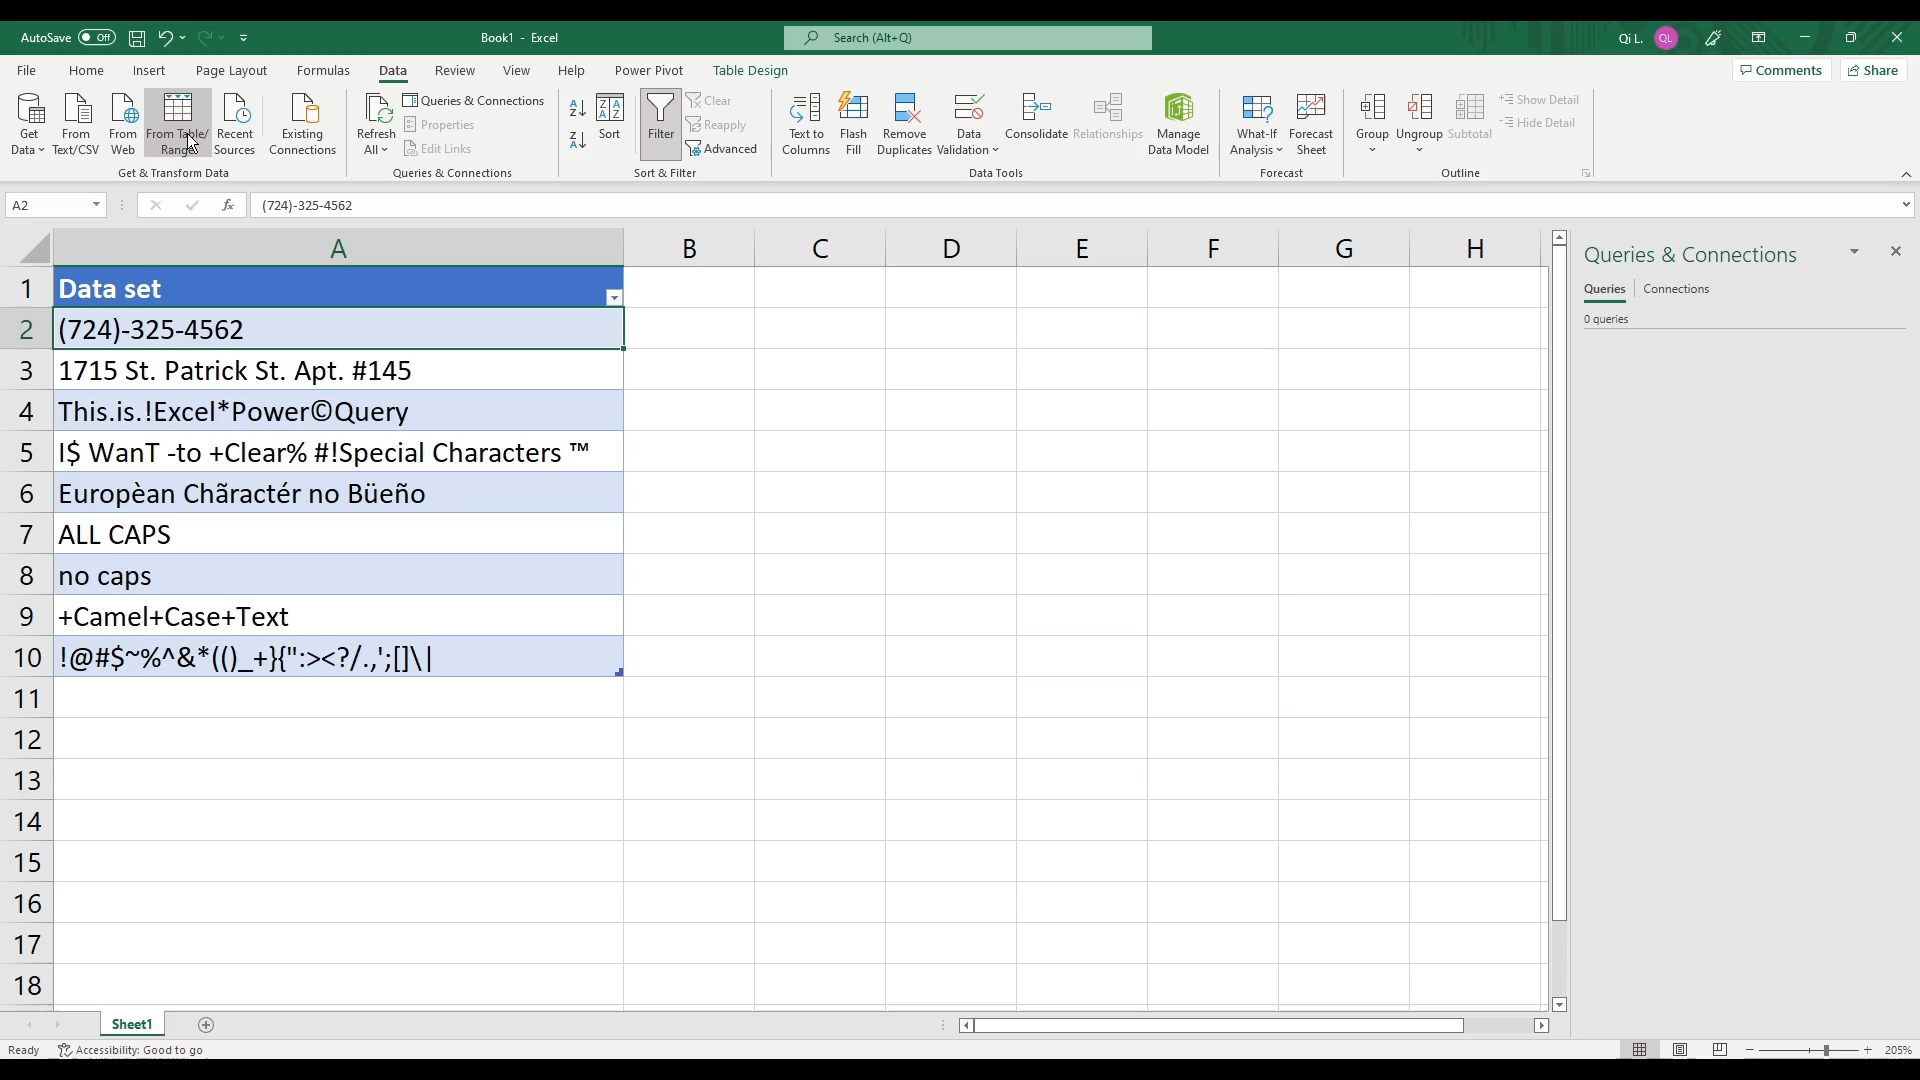 AutoSave Off Book1 - Excel Search (Alt+Q) Qi L. QL
File Home Insert Page Layout Formulas Data Review View Help Power Pivot Table Design Comments Share
Get Data From Text/CSV From Web From Table/ Range Recent Sources Existing Connections
Get & Transform Data
Refresh All Queries & Connections
Properties
Edit Links
Queries & Connections
Sort Filter Clear
Reapply
Advanced
Sort & Filter
Text to Columns Flash Fill Remove Duplicates Data Validation Consolidate Relationships Manage Data Model
Data Tools
What-If Analysis Forecast Sheet
Forecast
Group Ungroup Subtotal Show Detail
Hide Detail
Outline
A2 fx (724)-325-4562
A B C D E F G H
1 Data set
2 (724)-325-4562
3 1715 St. Patrick St. Apt. #145
4 This.is.!Excel*Power©Query
5 I$ WanT -to +Clear% #!Special Characters ™
6 Europèan Chãractér no Büeño
7 ALL CAPS
8 no caps
9 +Camel+Case+Text
10 !@#$~%^&*(()_+}{":><?/.,';[]\|
11
12
13
14
15
16
17
18
Queries & Connections
Queries Connections
0 queries
Sheet1
Ready Accessibility: Good to go 205%